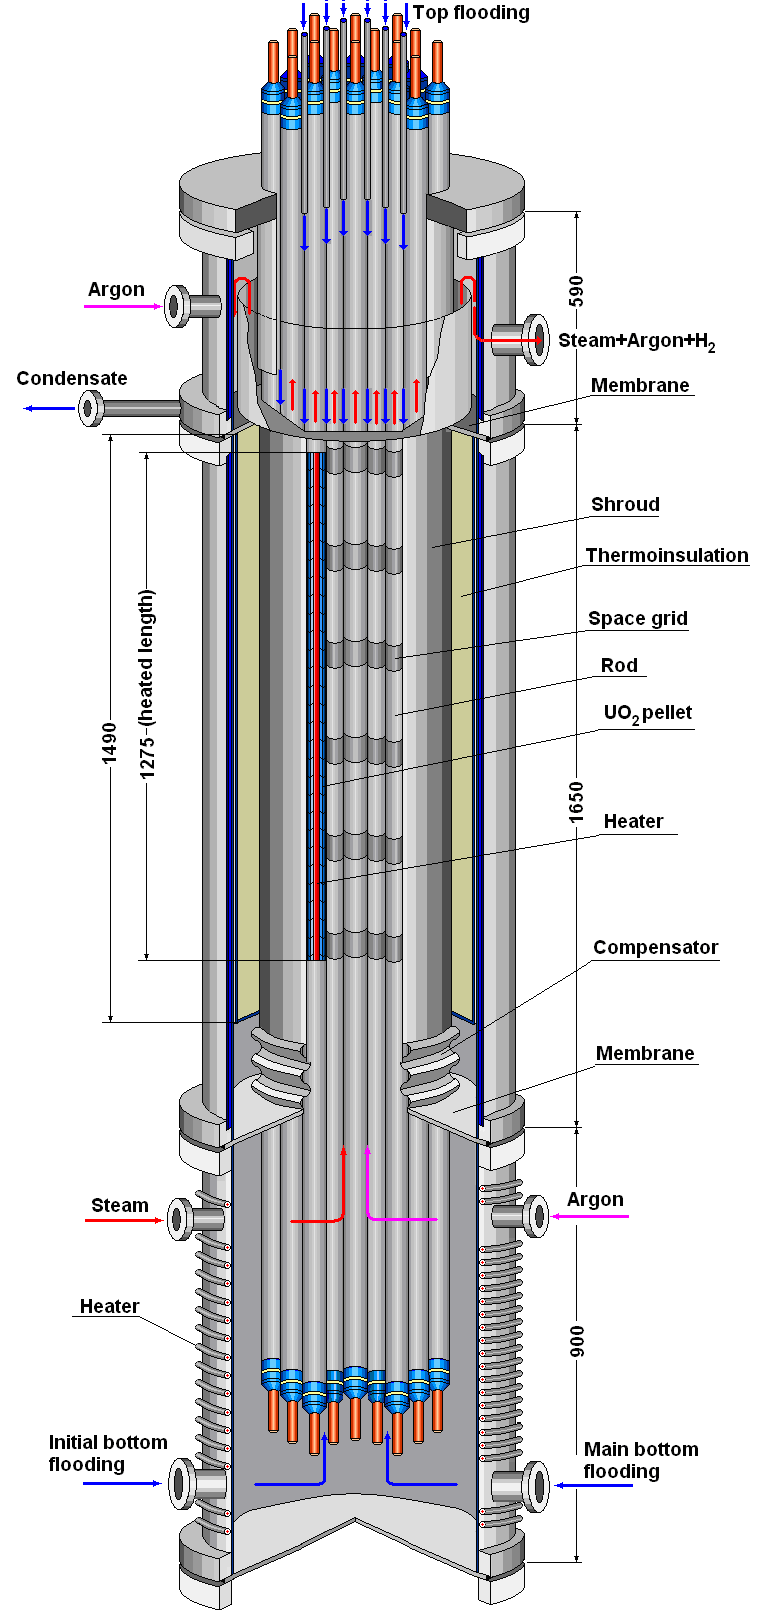 Top flooding
Argon
590
Steam+Argon+H2
Condensate
Membrane
Shroud
Thermoinsulation
1275 (heated length)
Space grid
Rod
UO2 pellet
1490
1650
Heater
Compensator
Membrane
Steam
Argon
Heater
900
Initial bottom
flooding
Main bottom
flooding